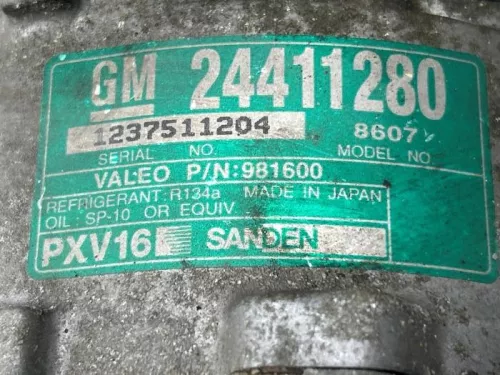 GM 24411280
1237511204 8607
SERIAL NO. MODEL NO.
VALEO P/N:981600
REFRIGERANT:R134a MADE IN JAPAN
OIL: SP-10 OR EQUIV.
PXV16 SANDEN